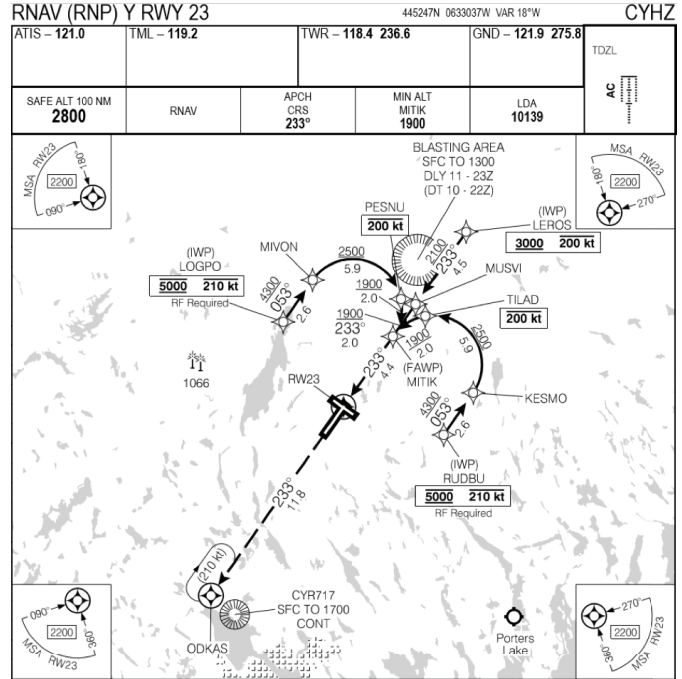 RNAV (RNP) Y RWY 23
445247N 0633037W VAR 18°W
CYHZ
ATIS – 121.0
TML – 119.2
TWR – 118.4 236.6
GND – 121.9 275.8
TDZL
AC
SAFE ALT 100 NM
2800
RNAV
APCH
CRS
233°
MIN ALT
MITIK
1900
LDA
10139
MSA RW23
180°
2200
090°
BLASTING AREA
SFC TO 1300
DLY 11 - 23Z
(DT 10 - 22Z)
MSA RW23
180°
2200
270°
PESNU
200 kt
(IWP)
LEROS
3000 200 kt
2100
233°
4.5
(IWP)
LOGPO
5000 210 kt
RF Required
MIVON
2500
5.9
MUSVI
4300
053°
2.6
1900
2.0
TILAD
200 kt
1900
233°
2.0
1900
2.0
2500
5.9
(FAWP)
MITIK
1066
233°
4.4
RW23
KESMO
4300
053°
2.6
(IWP)
RUDBU
5000 210 kt
RF Required
233°
11.8
(210 kt)
ODKAS
CYR717
SFC TO 1700
CONT
Porters
Lake
090°
2200
360°
MSA RW23
270°
2200
360°
MSA RW23